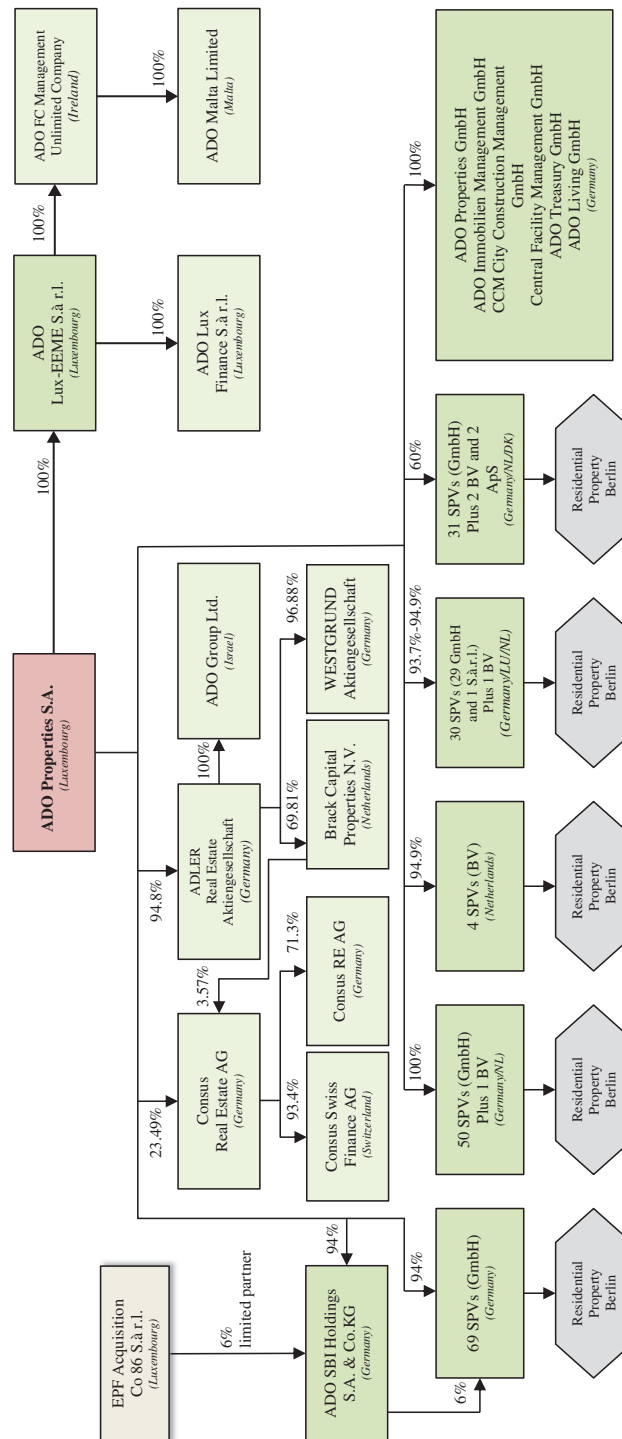 EPF Acquisition
Co 86 S.à r.l.
(Luxembourg)
ADO Properties S.A.
(Luxembourg)
100%
ADO
Lux-EEME S.à r.l.
(Luxembourg)
100%
ADO FC Management
Unlimited Company
(Ireland)
100%
ADO Lux
Finance S.à r.l.
(Luxembourg)
100%
ADO Malta Limited
(Malta)
6%
limited partner
23.49%
94.8%
Consus
Real Estate AG
(Germany)
3.57%
ADLER
Real Estate
Aktiengesellschaft
(Germany)
100%
ADO Group Ltd.
(Israel)
93.4%
71.3%
69.81%
96.88%
94%
ADO SBI Holdings
S.A. & Co.KG
(Germany)
Consus Swiss
Finance AG
(Switzerland)
Consus RE AG
(Germany)
Brack Capital
Properties N.V.
(Netherlands)
WESTGRUND
Aktiengesellschaft
(Germany)
6%
94%
100%
94.9%
93.7%-94.9%
60%
100%
69 SPVs (GmbH)
(Germany)
50 SPVs (GmbH)
Plus 1 BV
(Germany/NL)
4 SPVs (BV)
(Netherlands)
30 SPVs (29 GmbH
and 1 S.à.r.l.)
Plus 1 BV
(Germany/LU/NL)
31 SPVs (GmbH)
Plus 2 BV and 2
ApS
(Germany/NL/DK)
ADO Properties GmbH
ADO Immobilien Management GmbH
CCM City Construction Management
GmbH
Central Facility Management GmbH
ADO Treasury GmbH
ADO Living GmbH
(Germany)
Residential
Property
Berlin
Residential
Property
Berlin
Residential
Property
Berlin
Residential
Property
Berlin
Residential
Property
Berlin